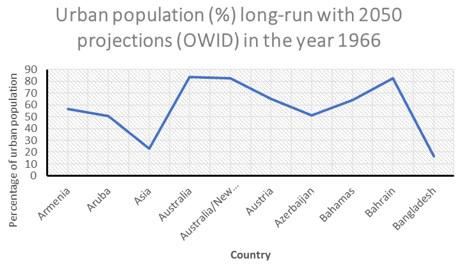 Urban population (%) long-run with 2050
projections (OWID) in the year 1966
Percentage of urban population
90
80
70
60
50
40
30
20
10
0
Armenia
Aruba
Asia
Australia
Australia/New...
Austria
Azerbaijan
Bahamas
Bahrain
Bangladesh
Country